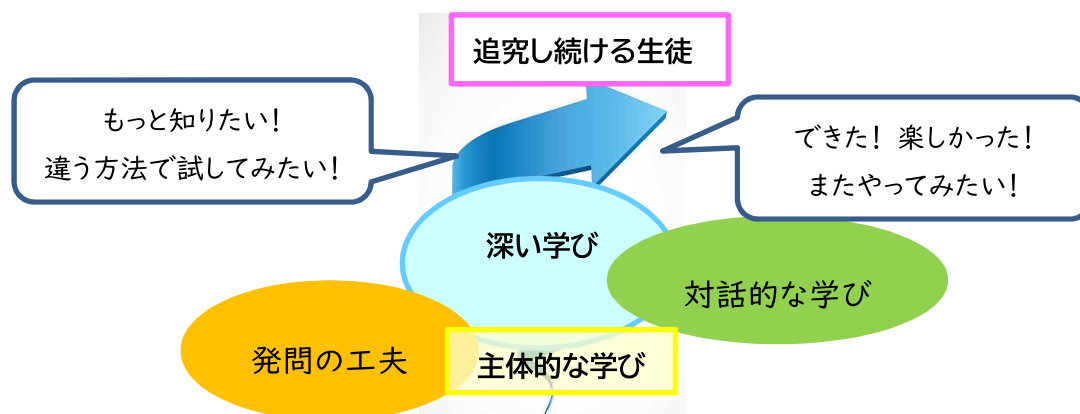 追究し続ける生徒
もっと知りたい!
違う方法で試してみたい!
できた! 楽しかった!
またやってみたい!
深い学び
対話的な学び
発問の工夫
主体的な学び